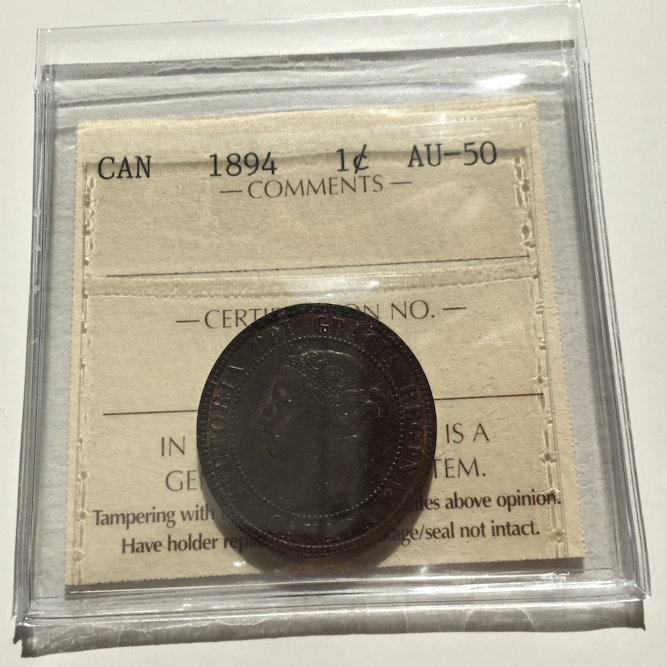 CAN 1894 1¢ AU-50
— COMMENTS —
— CERTI ON NO. —
IN IS A
GE TEM.
Tampering with tes above opinion.
Have holder rep age/seal not intact.
VICTORIA DEI GRATIA REGINA
CANADA